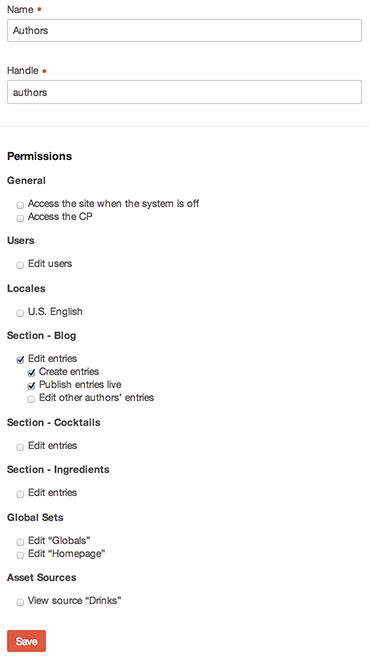 Name *
Authors
Handle *
authors
Permissions
General
Access the site when the system is off
Access the CP
Users
Edit users
Locales
U.S. English
Section - Blog
Edit entries
Create entries
Publish entries live
Edit other authors' entries
Section - Cocktails
Edit entries
Section - Ingredients
Edit entries
Global Sets
Edit “Globals”
Edit “Homepage”
Asset Sources
View source “Drinks”
Save